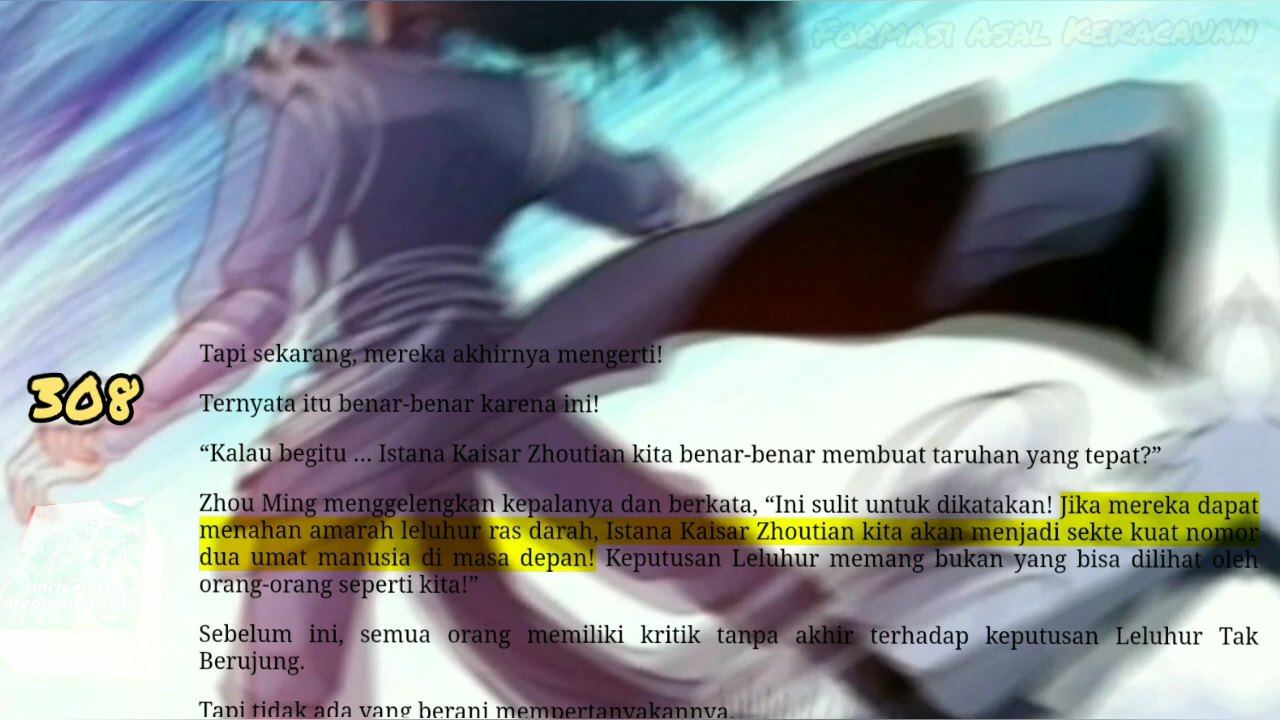 Formasi Asal Kekacauan
Tapi sekarang, mereka akhirnya mengerti!
308
Ternyata itu benar-benar karena ini!
“Kalau begitu ... Istana Kaisar Zhoutian kita benar-benar membuat taruhan yang tepat?”
Zhou Ming menggelengkan kepalanya dan berkata, “Ini sulit untuk dikatakan! Jika mereka dapat
menahan amarah leluhur ras darah, Istana Kaisar Zhoutian kita akan menjadi sekte kuat nomor
dua umat manusia di masa depan! Keputusan Leluhur memang bukan yang bisa dilihat oleh
orang-orang seperti kita!”
Unrivaled
Medicine God
Sebelum ini, semua orang memiliki kritik tanpa akhir terhadap keputusan Leluhur Tak
Berujung.
Tapi tidak ada yang berani mempertanyakannya.